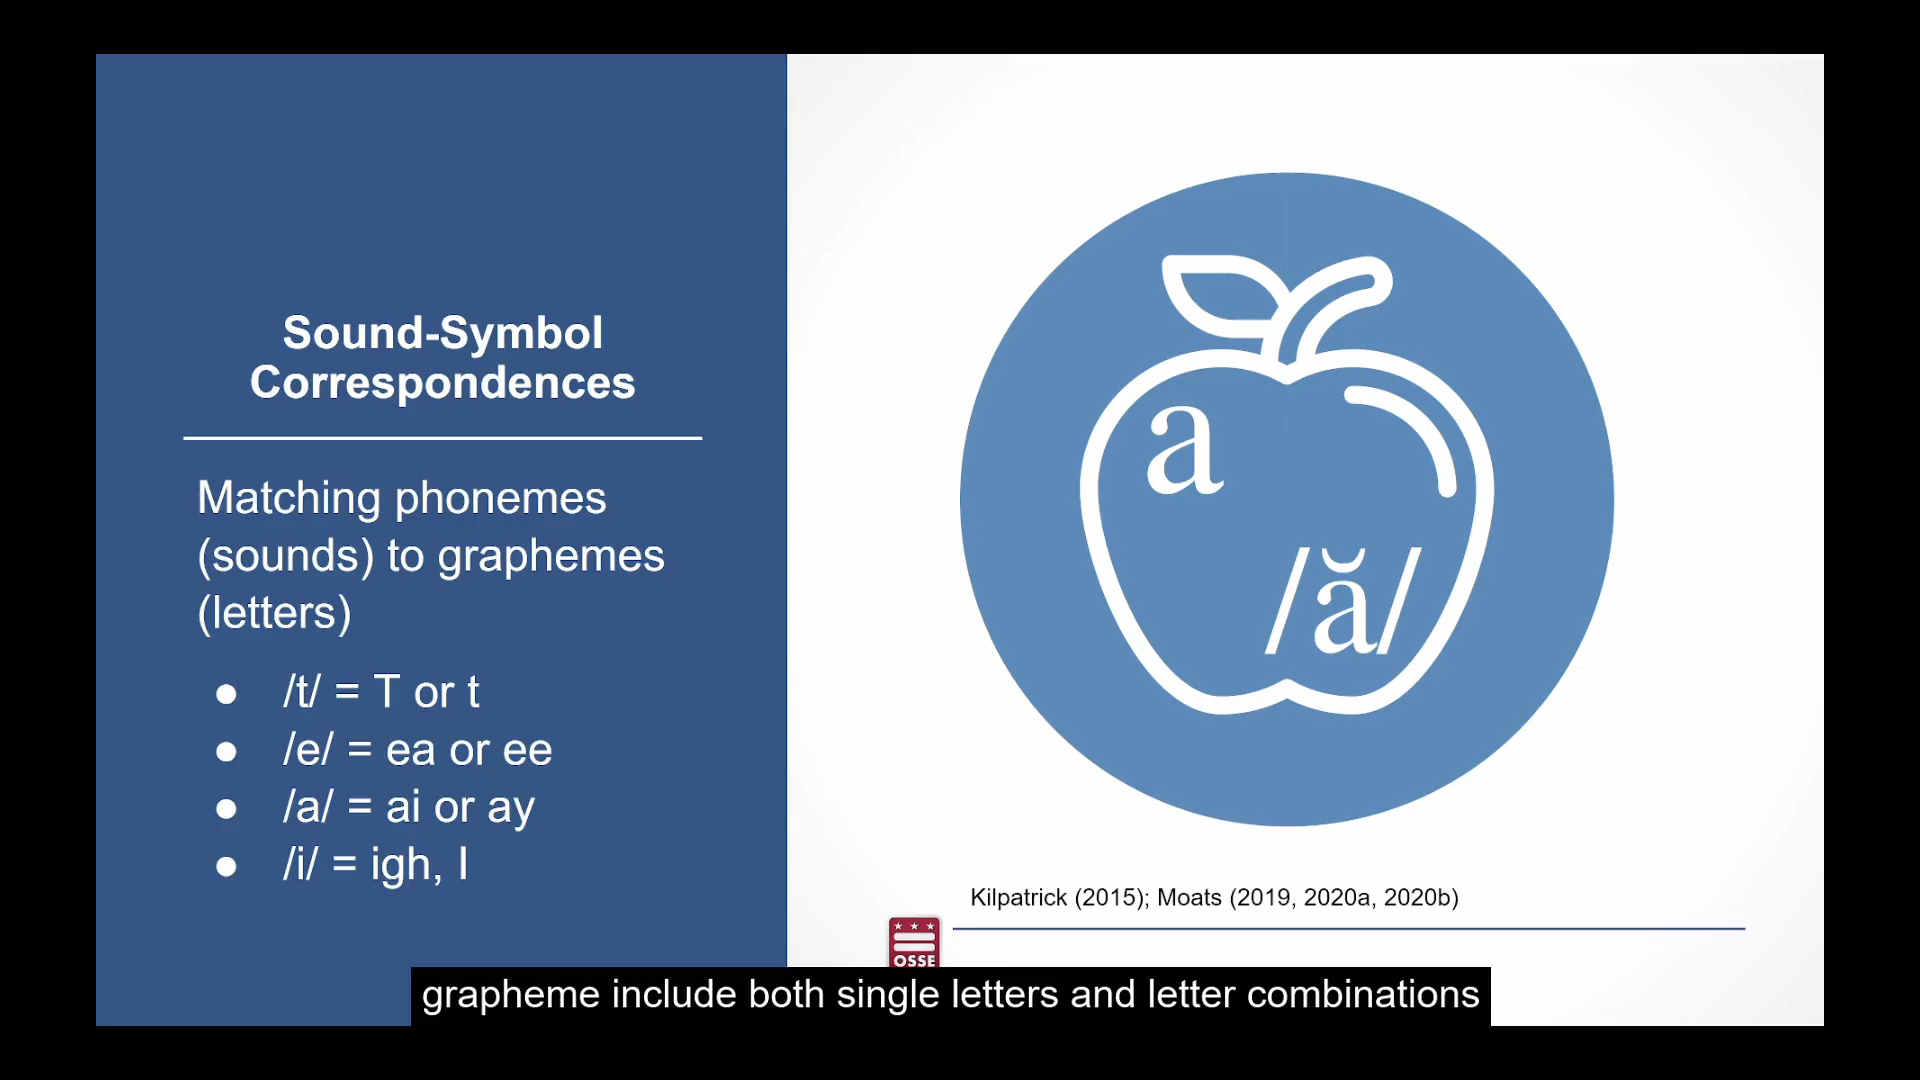 Sound-Symbol
Correspondences
Matching phonemes
(sounds) to graphemes
(letters)
● /t/ = T or t
● /e/ = ea or ee
● /a/ = ai or ay
● /i/ = igh, I
a
/ă/
Kilpatrick (2015); Moats (2019, 2020a, 2020b)
OSSE
grapheme include both single letters and letter combinations